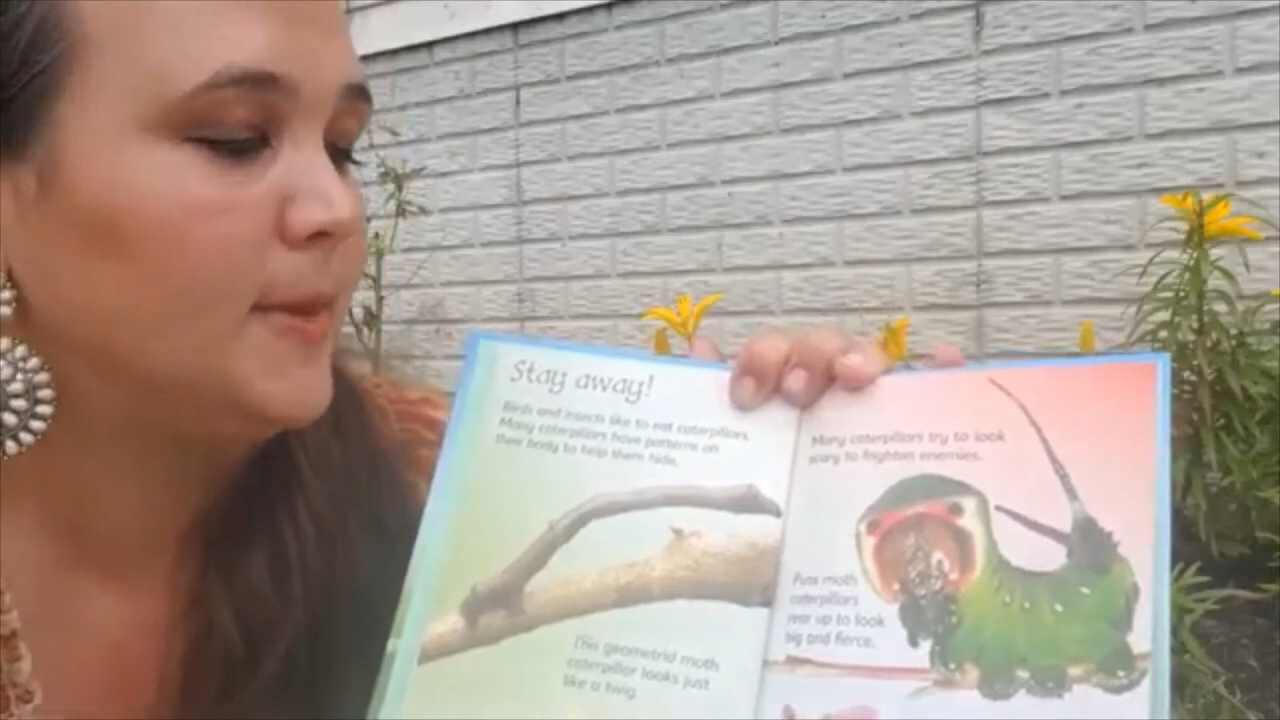 Stay away!
Birds and insects like to eat caterpillars.
Many caterpillars have patterns on
their body to help them hide.
This geometrid moth
caterpillar looks just
like a twig.
Many caterpillars try to look
scary to frighten enemies.
Puss moth
caterpillars
rear up to look
big and fierce.